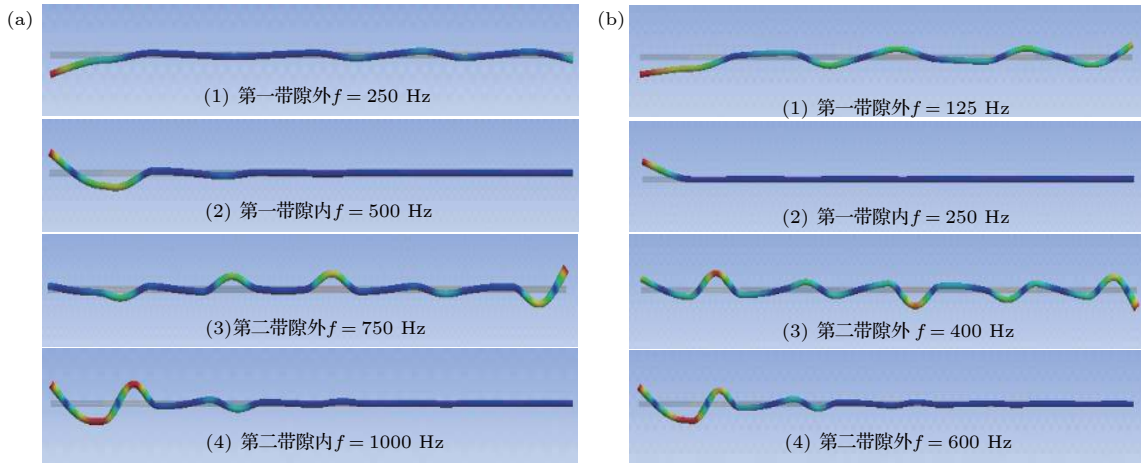 (a)
(1) 第一带隙外f = 250 Hz
(2) 第一带隙内f = 500 Hz
(3)第二带隙外f = 750 Hz
(4) 第二带隙内f = 1000 Hz
(b)
(1) 第一带隙外f = 125 Hz
(2) 第一带隙内f = 250 Hz
(3) 第二带隙外 f = 400 Hz
(4) 第二带隙外f = 600 Hz